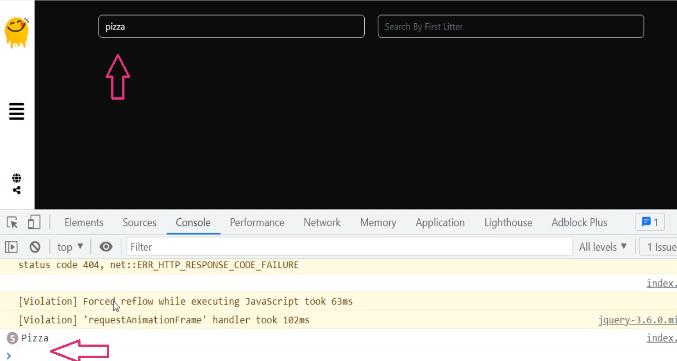 pizza Search By First Litter
Elements Sources Console Performance Network Memory Application Lighthouse Adblock Plus 1
top Filter All levels 1 Issue
status code 404, net::ERR_HTTP_RESPONSE_CODE_FAILURE
index.
[Violation] Forced reflow while executing JavaScript took 63ms
[Violation] 'requestAnimationFrame' handler took 102ms jquery-3.6.0.mi
5 Pizza index.